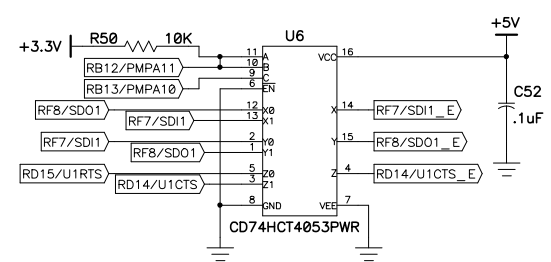 +5V
R50 10K U6
+3.3V
11 A VCC 16
RB12/PMPA11 10 B
9 C
RB13/PMPA10 6 EN
C52
.1uF
RF8/SDO1 12 X0 X 14 RF7/SDI1_E
RF7/SDI1 13 X1
RF7/SDI1 2 Y0 Y 15 RF8/SDO1_E
RF8/SDO1 1 Y1
RD15/U1RTS 5 Z0 Z 4 RD14/U1CTS_E
RD14/U1CTS 3 Z1
8 GND VEE 7
CD74HCT4053PWR